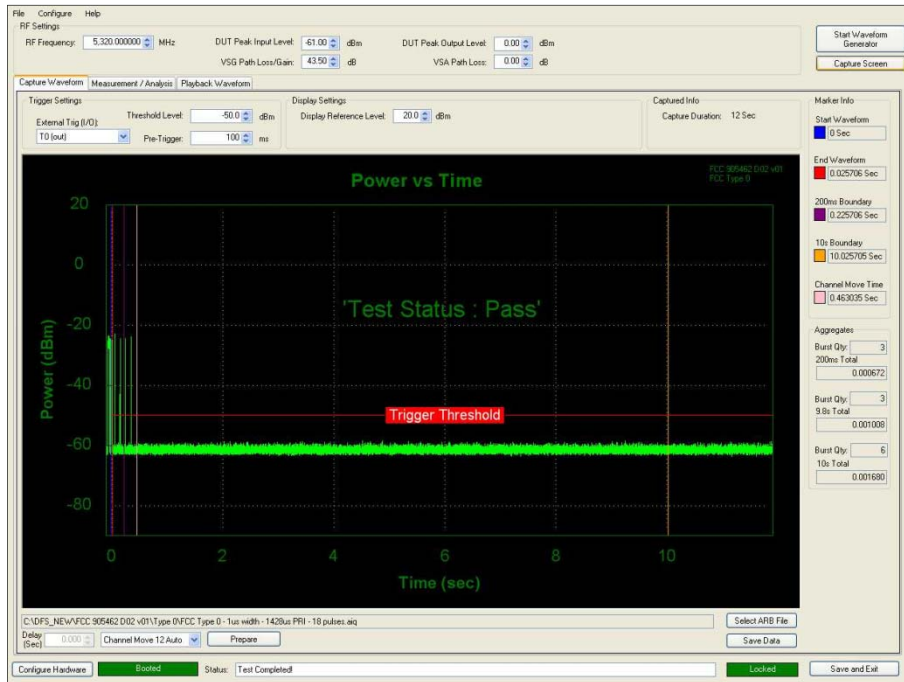 File Configure Help
RF Settings
RF Frequency: 5,320.000000 MHz DUT Peak Input Level: -61.00 dBm DUT Peak Output Level: 0.00 dBm
VSG Path Loss/Gain: 43.50 dB VSA Path Loss: 0.00 dB
Start Waveform Generator
Capture Screen
Capture Waveform Measurement / Analysis Playback Waveform
Trigger Settings
External Trig (I/O): Threshold Level: -50.0 dBm
T0 (out) Pre-Trigger: 100 ms
Display Settings
Display Reference Level: 20.0 dBm
Captured Info
Capture Duration: 12 Sec
Marker Info
Start Waveform
0 Sec
End Waveform
0.025706 Sec
200ms Boundary
0.225706 Sec
10s Boundary
10.025705 Sec
Channel Move Time
0.463035 Sec
Aggregates
Burst Qty: 3
200ms Total
0.000672
Burst Qty: 3
9.8s Total
0.001008
Burst Qty: 6
10s Total
0.001680
FCC 905462 D02 v01
FCC Type 0
Power vs Time
20
0
-20
-40
-60
-80
Power (dBm)
'Test Status : Pass'
Trigger Threshold
0 2 4 6 8 10
Time (sec)
C:\DFS_NEW\FCC 905462 D02 v01\Type 0\FCC Type 0 - 1us width - 1428us PRI - 18 pulses.aiq
Select ARB File
Delay (Sec) 0.000 Channel Move 12 Auto Prepare
Save Data
Configure Hardware Booted Status: Test Completed! Locked Save and Exit